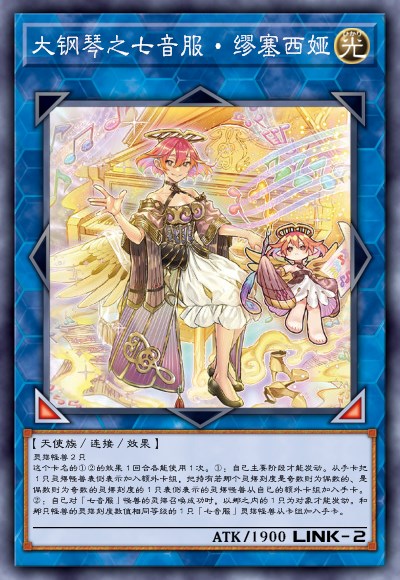 大钢琴之七音服·缪塞西娅
光
【天使族/连接/效果】
灵摆怪兽2只
这个卡名的①②的效果1回合各能使用1次。①：自己主要阶段才能发动。从手卡把
1只灵摆怪兽表侧表示加入额外卡组，把持有若那个灵摆刻度是奇数则为偶数的、是
偶数则为奇数的灵摆刻度的1只表侧表示的灵摆怪兽从自己的额外卡组加入手卡。
②：自己对「七音服」怪兽的灵摆召唤成功时，以那之内的1只为对象才能发动。和
那只怪兽的灵摆刻度数值相同等级的1只「七音服」灵摆怪兽从卡组加入手卡。
ATK/1900 LINK-2